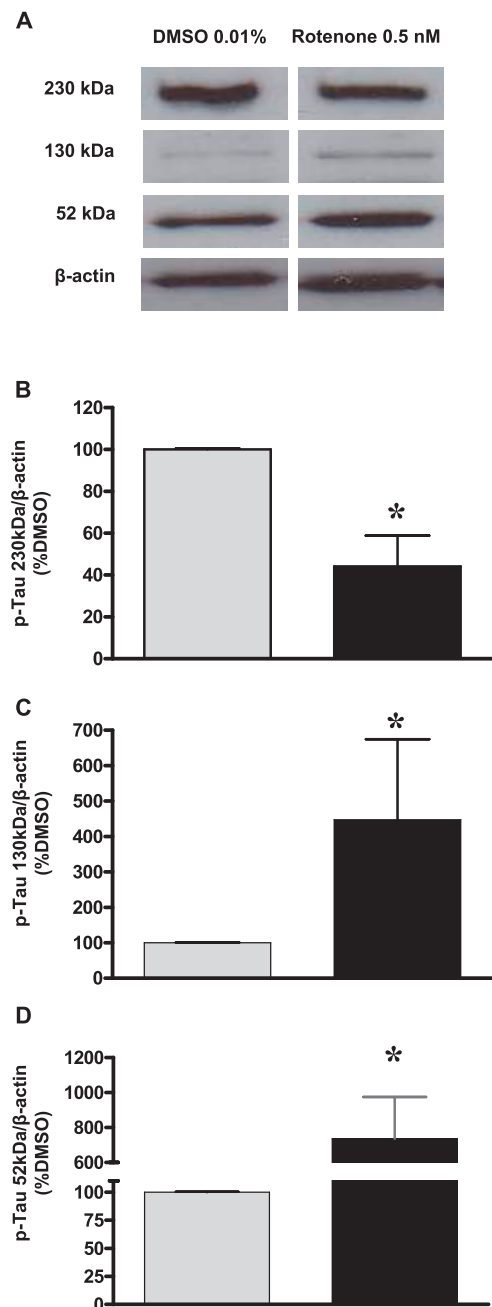 A
DMSO 0.01% Rotenone 0.5 nM
230 kDa
130 kDa
52 kDa
β-actin
B
p-Tau 230kDa/β-actin
(%DMSO)
120
100
80
60
40
20
0
*
C
p-Tau 130kDa/β-actin
(%DMSO)
700
600
500
400
300
200
100
0
*
D
p-Tau 52kDa/β-actin
(%DMSO)
1200
1000
800
600
100
75
50
25
0
*